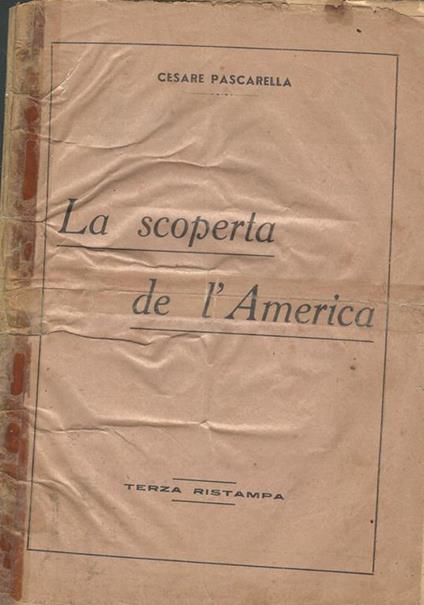 CESARE PASCARELLA
La scoperta
de l'America
TERZA RISTAMPA